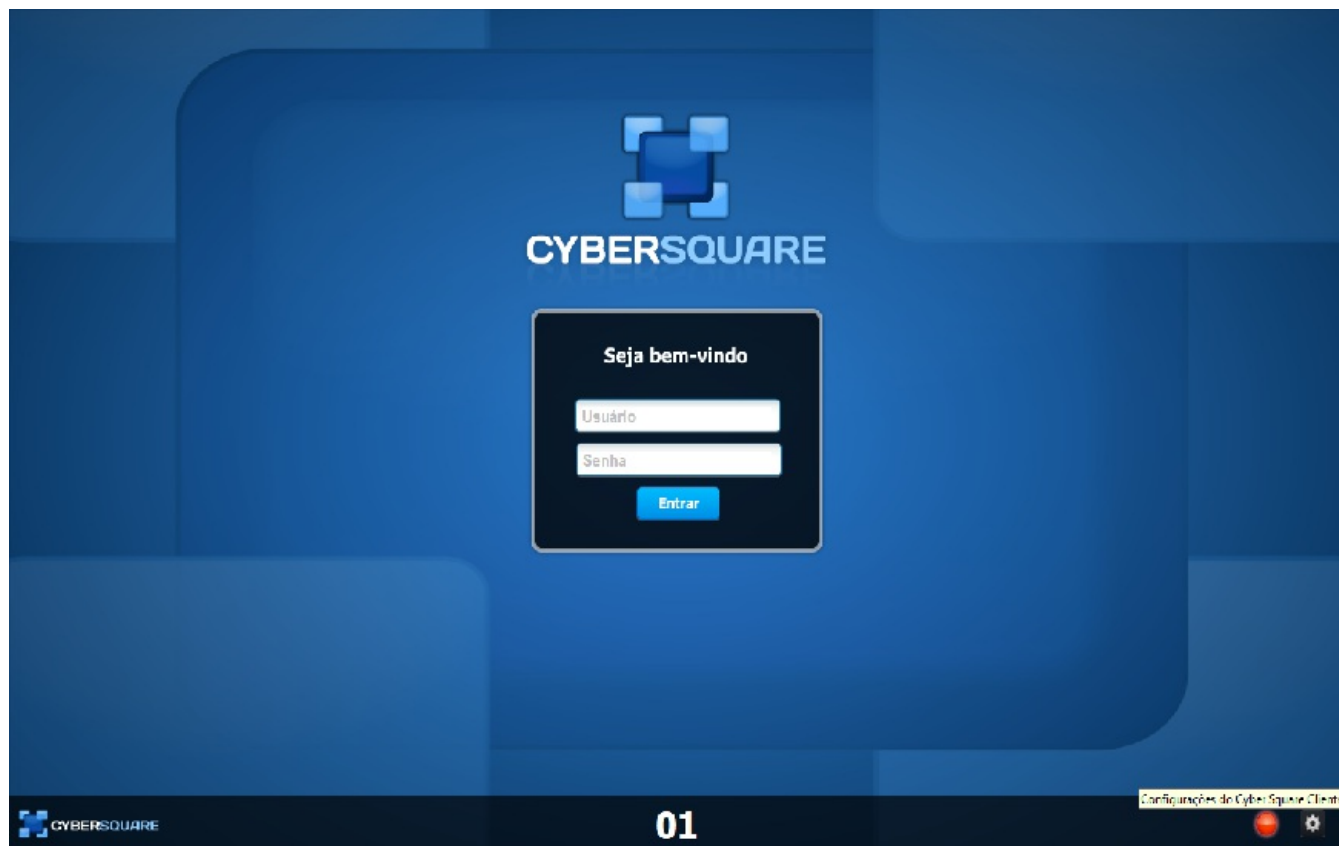 CYBERSQUARE
Seja bem-vindo
Usuário
Senha
Entrar
Configurações do Cyber Square Client
CYBERSQUARE
01